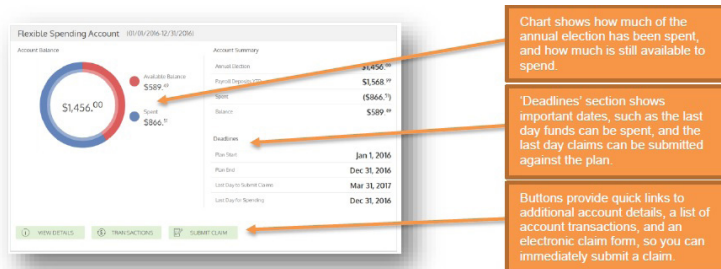 Flexible Spending Account (01/01/2016-12/31/2016)
Account Balance
$1,456.00
Available Balance
$589.49
Spent
$866.51
Account Summary
Annual Election $1,456.00
Payroll Deposits YTD $1,568.
Spent ($866.51)
Balance $589.49
Deadlines
Plan Start Jan 1, 2016
Plan End Dec 31, 2016
Last Day to Submit Claims Mar 31, 2017
Last Day for Spending Dec 31, 2016
VIEW DETAILS
TRANSACTIONS
SUBMIT CLAIM
Chart shows how much of the
annual election has been spent,
and how much is still available to
spend.
'Deadlines' section shows
important dates, such as the last
day funds can be spent, and the
last day claims can be submitted
against the plan.
Buttons provide quick links to
additional account details, a list of
account transactions, and an
electronic claim form, so you can
immediately submit a claim.